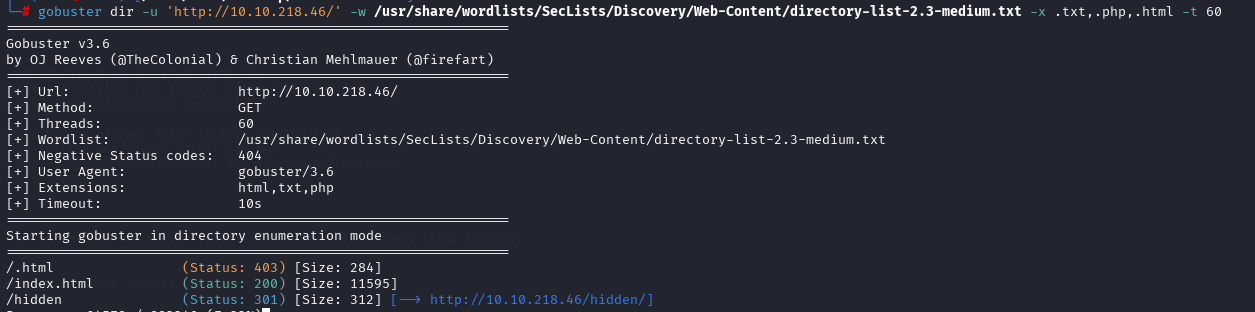 # gobuster dir -u 'http://10.10.218.46/' -w /usr/share/wordlists/SecLists/Discovery/Web-Content/directory-list-2.3-medium.txt -x .txt,.php,.html -t 60
===============================================================
Gobuster v3.6
by OJ Reeves (@TheColonial) & Christian Mehlmauer (@firefart)
===============================================================
[+] Url:                     http://10.10.218.46/
[+] Method:                  GET
[+] Threads:                 60
[+] Wordlist:                /usr/share/wordlists/SecLists/Discovery/Web-Content/directory-list-2.3-medium.txt
[+] Negative Status codes:   404
[+] User Agent:              gobuster/3.6
[+] Extensions:              html,txt,php
[+] Timeout:                 10s
===============================================================
Starting gobuster in directory enumeration mode
===============================================================
/.html                (Status: 403) [Size: 284]
/index.html           (Status: 200) [Size: 11595]
/hidden               (Status: 301) [Size: 312] [--> http://10.10.218.46/hidden/]